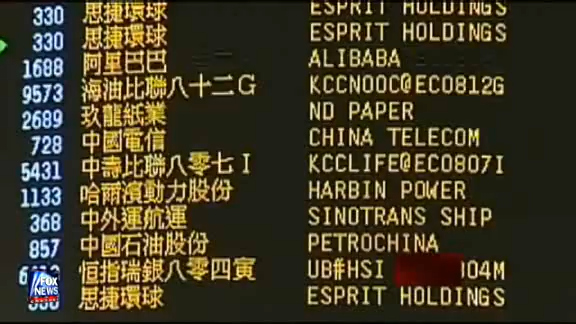 330 思捷環球 ESPRIT HOLDINGS
330 思捷環球 ESPRIT HOLDINGS
1688 阿里巴巴 ALIBABA
9573 海油比聯八十二G KCCNOOC@EC0812G
2689 玖龍紙業 ND PAPER
728 中國電信 CHINA TELECOM
5431 中壽比聯八零七I KCCLIFE@EC0807I
1133 哈爾濱動力股份 HARBIN POWER
368 中外運航運 SINOTRANS SHIP
857 中國石油股份 PETROCHINA
恒指瑞銀八零四寅 UB#HSI 04M
思捷環球 ESPRIT HOLDINGS
FOX
NEWS